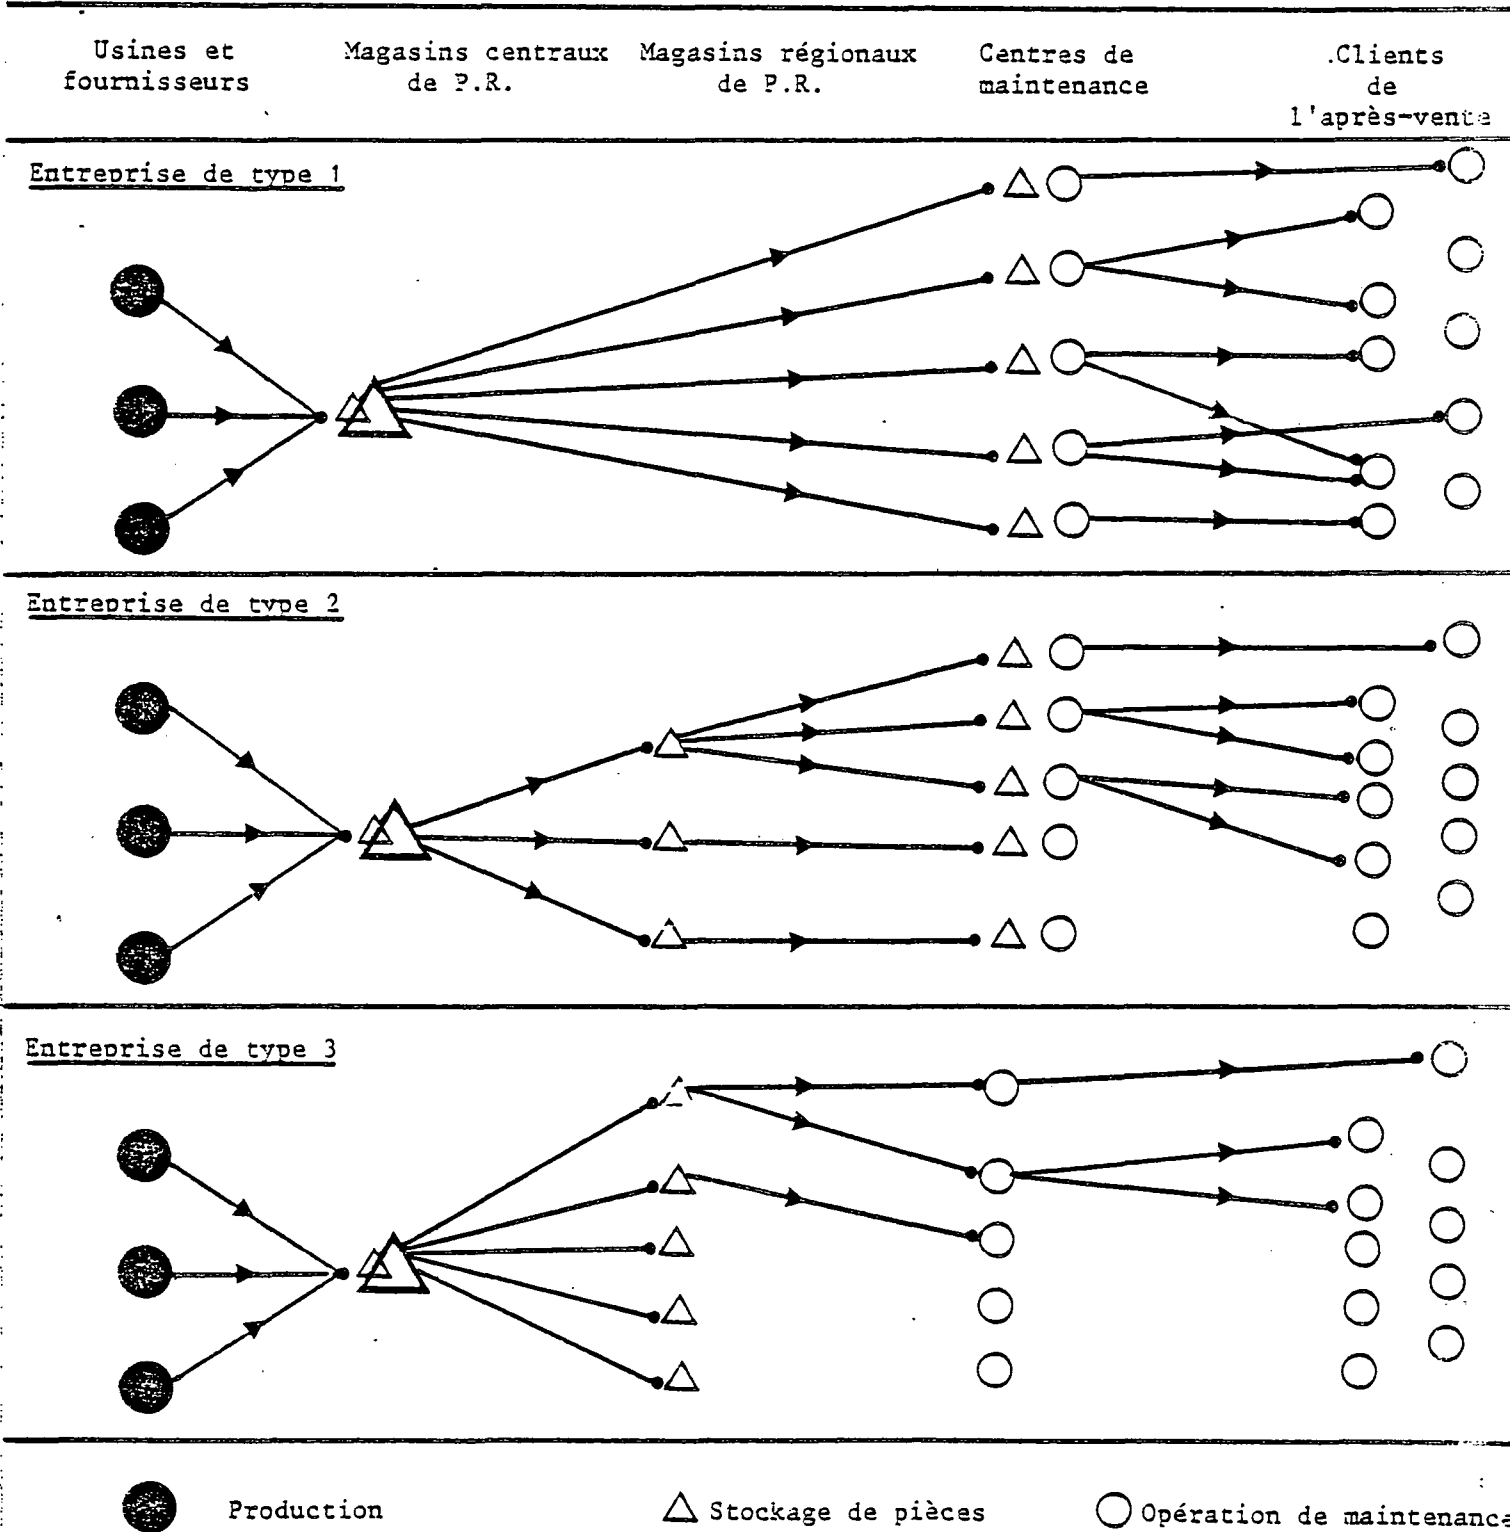 Usines et
fournisseurs
Magasins centraux
de P.R.
Magasins régionaux
de P.R.
Centres de
maintenance
.Clients
de
l'après-vente
Entreprise de type 1
Entreprise de type 2
Entreprise de type 3
Production
Stockage de pièces
Opération de maintenance